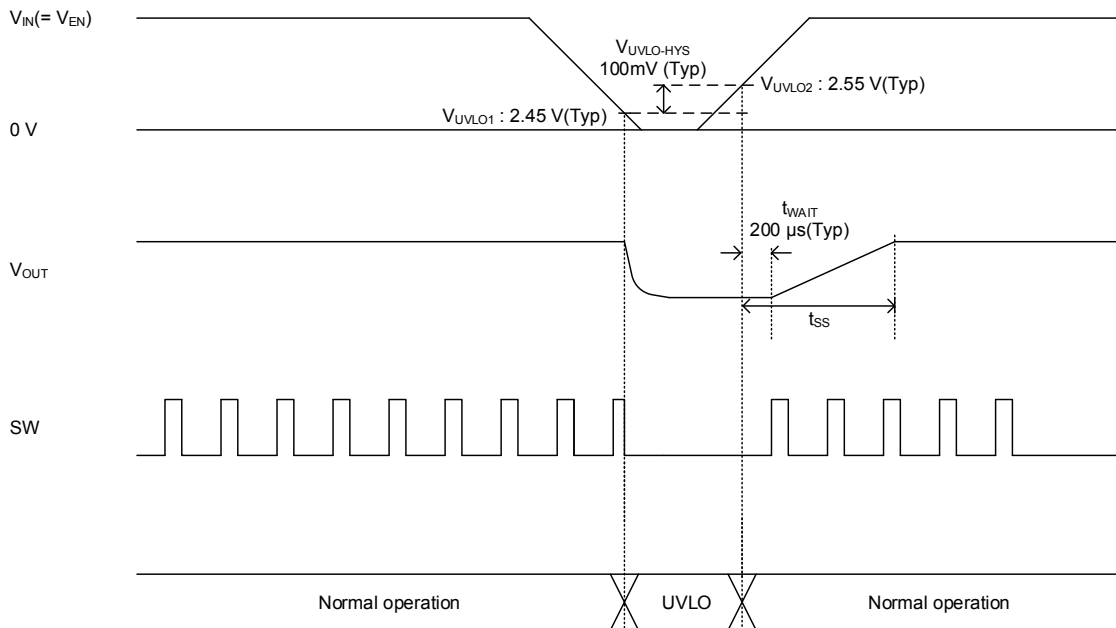 VIN(= VEN)
VUVLO-HYS
100mV (Typ)
VUVLO2 : 2.55 V(Typ)
VUVLO1 : 2.45 V(Typ)
0 V
tWAIT
200 µs(Typ)
VOUT
tSS
SW
Normal operation
UVLO
Normal operation